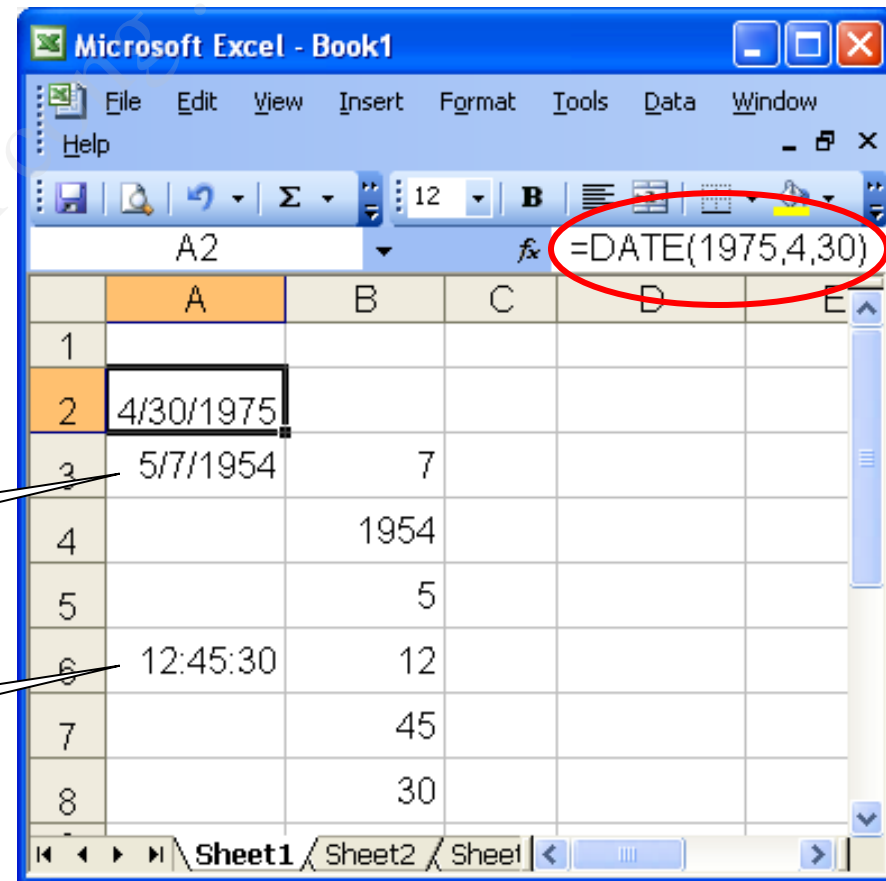 Microsoft Excel - Book1
File Edit View Insert Format Tools Data Window
Help
Σ 12 B
A2 fx =DATE(1975,4,30)
A B C D E
1
2 4/30/1975
3 5/7/1954 7
4 1954
5 5
6 12:45:30 12
7 45
8 30
Sheet1 Sheet2 Sheet